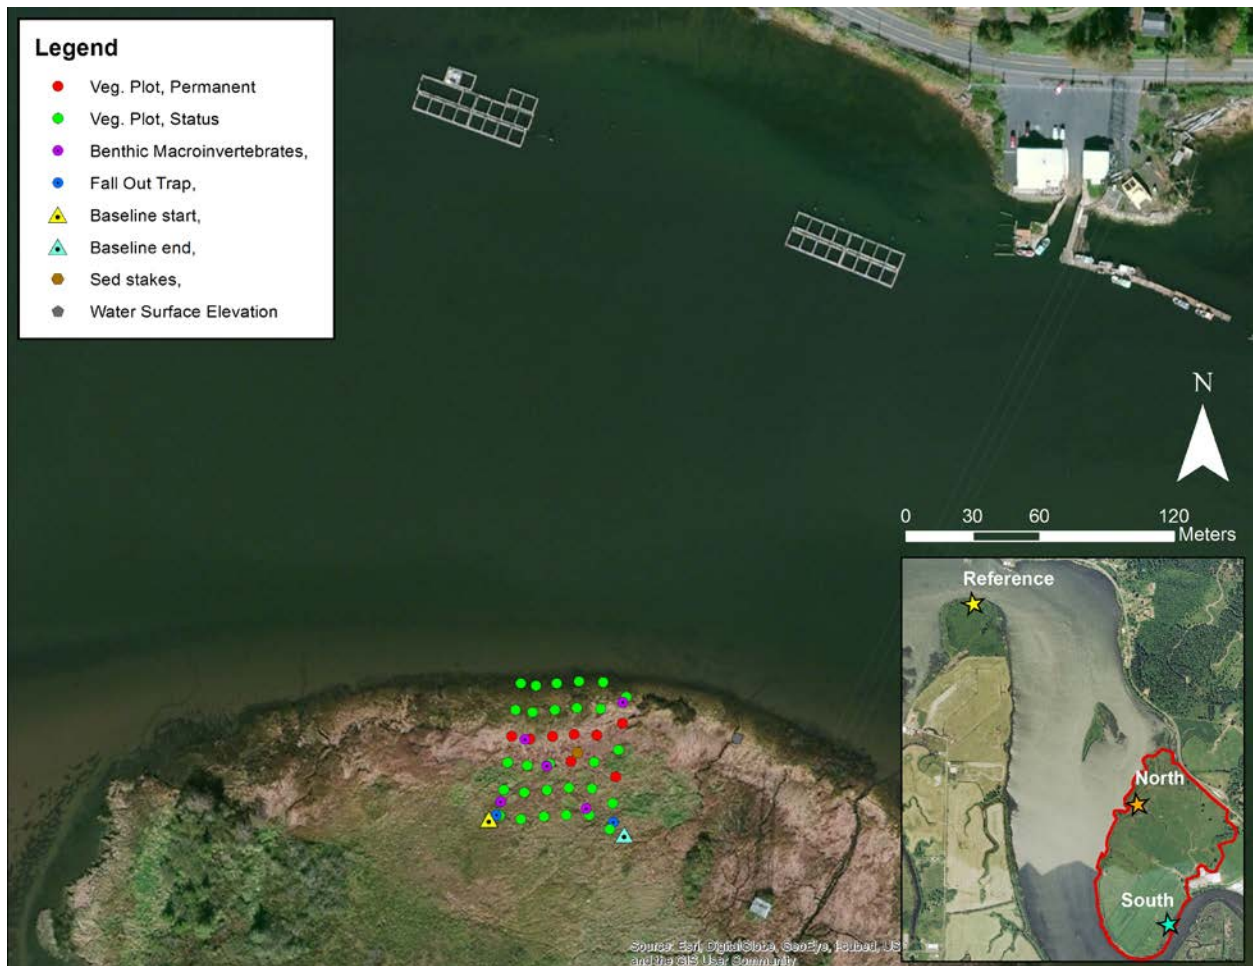 Legend
Veg. Plot, Permanent
Veg. Plot, Status
Benthic Macroinvertebrates,
Fall Out Trap,
Baseline start,
Baseline end,
Sed stakes,
Water Surface Elevation
N
0 30 60 120
Meters
Reference
North
South
Source: Esri, DigitalGlobe, GeoEye, i-cubed, US
and the GIS User Community